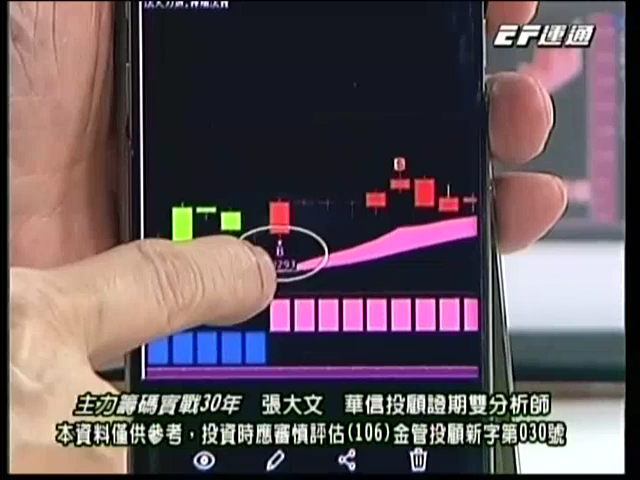 EF運通
S
B
主力籌碼實戰30年 張大文 華信投顧證期雙分析師
本資料僅供參考，投資時應審慎評估(106)金管投顧新字第030號